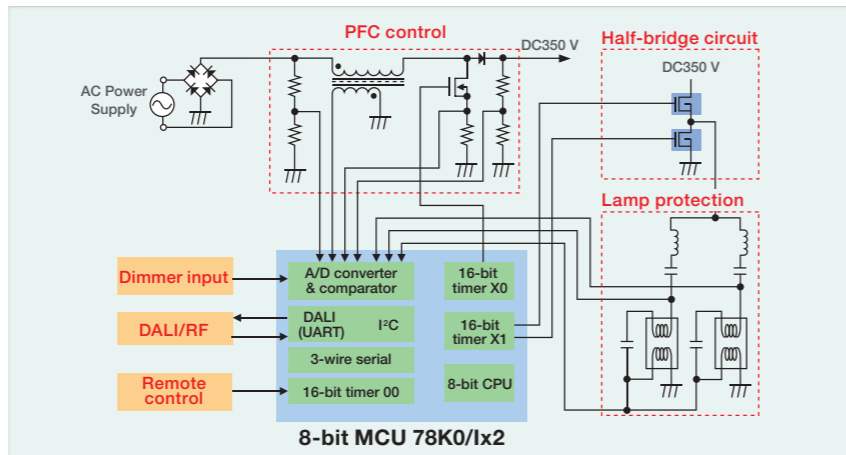 PFC control
DC350 V
Half-bridge circuit
DC350 V
AC Power
Supply
Lamp protection
Dimmer input
A/D converter
& comparator
16-bit
timer X0
DALI/RF
DALI
(UART)
I²C
16-bit
timer X1
3-wire serial
Remote
control
16-bit timer 00
8-bit CPU
8-bit MCU 78K0/Ix2